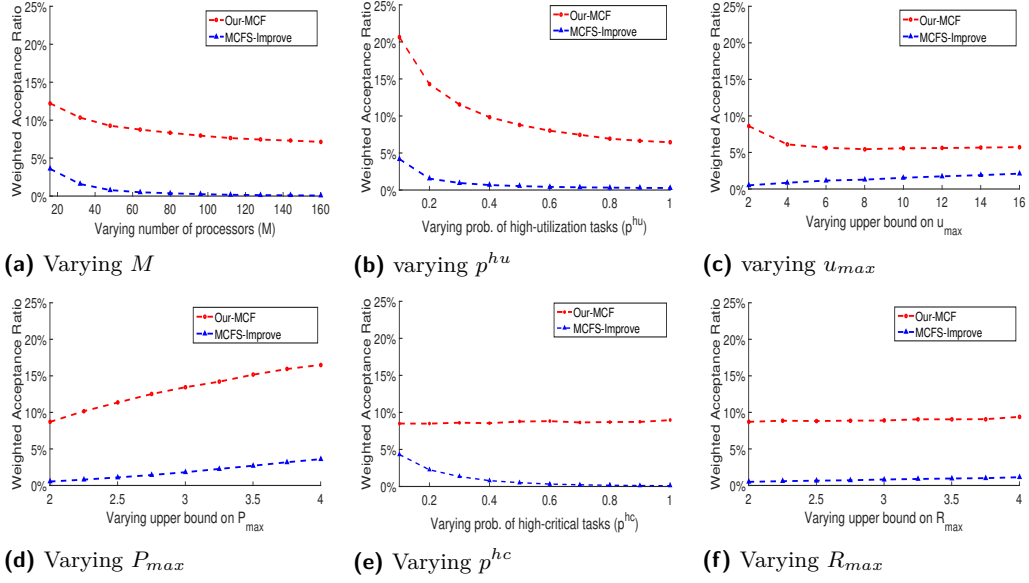 25%
20%
15%
10%
5%
0%
Weighted Acceptance Ratio
Our-MCF
MCFS-Improve
20 40 60 80 100 120 140 160
Varying number of processors (M)
(a) Varying M
25%
20%
15%
10%
5%
0%
Weighted Acceptance Ratio
Our-MCF
MCFS-Improve
0.2 0.4 0.6 0.8 1
Varying prob. of high-utilization tasks (p^hu)
(b) varying p^hu
25%
20%
15%
10%
5%
0%
Weighted Acceptance Ratio
Our-MCF
MCFS-Improve
2 4 6 8 10 12 14 16
Varying upper bound on u_max
(c) varying u_max
25%
20%
15%
10%
5%
0%
Weighted Acceptance Ratio
Our-MCF
MCFS-Improve
2 2.5 3 3.5 4
Varying upper bound on P_max
(d) Varying P_max
25%
20%
15%
10%
5%
0%
Weighted Acceptance Ratio
Our-MCF
MCFS-Improve
0.2 0.4 0.6 0.8 1
Varying prob. of high-critical tasks (p^hc)
(e) Varying p^hc
25%
20%
15%
10%
5%
0%
Weighted Acceptance Ratio
Our-MCF
MCFS-Improve
2 2.5 3 3.5 4
Varying upper bound on R_max
(f) Varying R_max